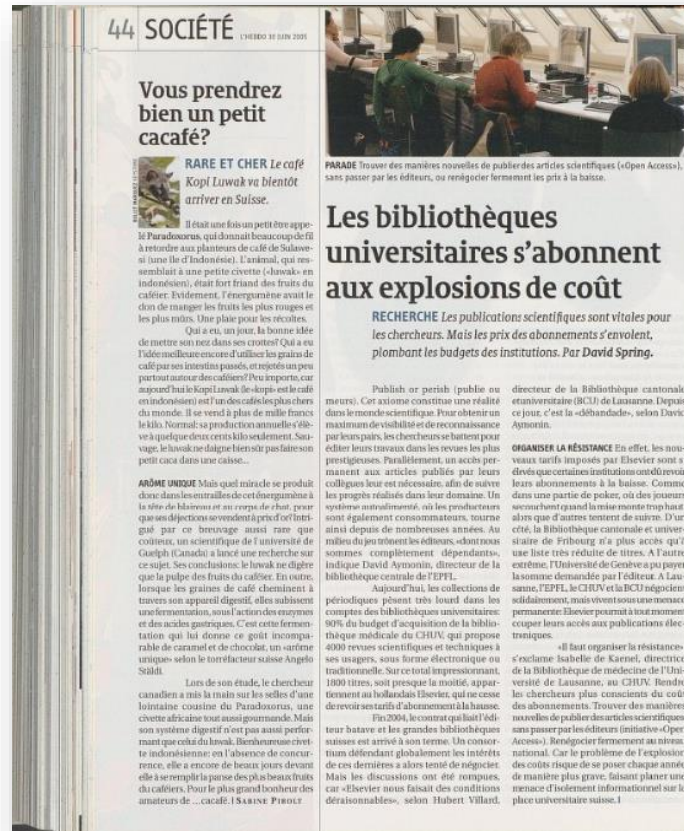 44 SOCIÉTÉ L'HEBDO 30 JUIN 2005
Vous prendrez
bien un petit
cacafé?
RARE ET CHER Le café
Kopi Luwak va bientôt
arriver en Suisse.
Il était une fois un petit être appe-
lé Paradoxorus, qui donnait beaucoup de fil
à retordre aux planteurs de café de Sulawe-
si (une île d'Indonésie). L'animal, qui res-
semblait à une petite civette («luwak» en
indonésien), était fort friand des fruits du
caféier. Evidement, l'énergumène avait le
don de manger les fruits les plus rouges et
les plus mûrs. Une plaie pour les récoltes.
Qui a eu, un jour, la bonne idée
de mettre son nez dans ses crottes? Qui a eu
l'idée meilleure encore d'utiliser les grains de
café par ses intestins passés, et rejetés un peu
partout autour des caféiers? Peu importe, car
aujourd'hui le Kopi Luwak (le «kopi» est le café
en indonésien) est l'un des cafés les plus chers
du monde. Il se vend à plus de mille francs
le kilo. Normal: sa production annuelle s'élè-
ve à quelque deux cents kilo seulement. Sau-
vage, le luwak ne daigne bien sûr pas faire son
petit caca dans une caisse...
ARÔME UNIQUE Mais quel miracle se produit
donc dans les entrailles de cet énergumène à
la tête de blaireau et au corps de chat, pour
que ses déjections se vendent à prix d'or? Intri-
gué par ce breuvage aussi rare que
coûteux, un scientifique de l'université de
Guelph (Canada) a lancé une recherche sur
ce sujet. Ses conclusions: le luwak ne digère
que la pulpe des fruits du caféier. En outre,
lorsque les graines de café cheminent à
travers son appareil digestif, elles subissent
une fermentation, sous l'action des enzymes
et des acides gastriques. C'est cette fermen-
tation qui lui donne ce goût incompa-
rable de caramel et de chocolat, un «arôme
unique» selon le torréfacteur suisse Angelo
Stäldi.
Lors de son étude, le chercheur
canadien a mis la main sur les selles d'une
lointaine cousine du Paradoxurus, une
civette africaine tout aussi gourmande. Mais
son système digestif n'est pas aussi perfor-
mant que celui du luwak. Bienheureuse civet-
te indonésienne: en l'absence de concur-
rence, elle a encore de beaux jours devant
elle à se remplir la panse des plus beaux fruits
du caféiers. Pour le plus grand bonheur des
amateurs de ...cacafé. | SABINE PIROLT
PARADE Trouver des manières nouvelles de publier des articles scientifiques («Open Access»),
sans passer par les éditeurs, ou renégocier fermement les prix à la baisse.
Les bibliothèques
universitaires s'abonnent
aux explosions de coût
RECHERCHE Les publications scientifiques sont vitales pour
les chercheurs. Mais les prix des abonnements s'envolent,
plombant les budgets des institutions. Par David Spring.
Publish or perish (publie ou
meurs). Cet axiome constitue une réalité
dans le monde scientifique. Pour obtenir un
maximum de visibilité et de reconnaissance
par leurs pairs, les chercheurs se battent pour
éditer leurs travaux dans les revues les plus
prestigieuses. Parallèlement, un accès per-
manent aux articles publiés par leurs
collègues leur est nécessaire, afin de suivre
les progrès réalisés dans leur domaine. Un
système autoalimenté, où les producteurs
sont également consommateurs, tourne
ainsi depuis de nombreuses années. Au
milieu du jeu trônent les éditeurs, «dont nous
sommes complètement dépendants»,
indique David Aymonin, directeur de la
bibliothèque centrale de l'EPFL.
Aujourd'hui, les collections de
périodiques pèsent très lourd dans les
comptes des bibliothèques universitaires:
90% du budget d'acquisition de la biblio-
thèque médicale du CHUV, qui propose
4000 revues scientifiques et techniques à
ses usagers, sous forme électronique ou
traditionnelle. Sur ce total impressionnant,
1800 titres, soit presque la moitié, appar-
tiennent au hollandais Elsevier, qui ne cesse
de revoir ses tarifs d'abonnement à la hausse.
Fin 2004, le contrat qui liait l'édi-
teur batave et les grandes bibliothèques
suisses est arrivé à son terme. Un consor-
tium défendant globalement les intérêts
de ces dernières a alors tenté de négocier.
Mais les discussions ont été rompues,
car «Elsevier nous faisait des conditions
déraisonnables», selon Hubert Villard,
directeur de la Bibliothèque cantonale
et universitaire (BCU) de Lausanne. Depuis
ce jour, c'est la «débandade», selon David
Aymonin.
ORGANISER LA RÉSISTANCE En effet, les nou-
veaux tarifs imposés par Elsevier sont s
élevés que certaines institutions ont dû revoir
leurs abonnements à la baisse. Comme
dans une partie de poker, où des joueurs
se couchent quand la mise monte trop haut
alors que d'autres tentent de suivre. D'un
côté, la Bibliothèque cantonale et univer-
sitaire de Fribourg n'a plus accès qu'à
une liste très réduite de titres. A l'autre
extrême, l'Université de Genève a pu payer
la somme demandée par l'éditeur. A Lau-
sanne, l'EPFL, le CHUV et la BCU négocient
solidairement, mais vivent sous une menace
permanente: Elsevier pourrait à tout moment
couper leurs accès aux publications élec-
troniques.
«Il faut organiser la résistance»
s'exclame Isabelle de Kaenel, directrice
de la Bibliothèque de médecine de l'Uni-
versité de Lausanne, au CHUV. Rendre
les chercheurs plus conscients du coût
des abonnements. Trouver des manières
nouvelles de publier des articles scientifiques
sans passer par les éditeurs (initiative «Open
Access»). Renégocier fermement au niveau
national. Car le problème de l'explosion
des coûts risque de se poser chaque année
de manière plus grave, faisant planer une
menace d'isolement informationnel sur la
place universitaire suisse. |